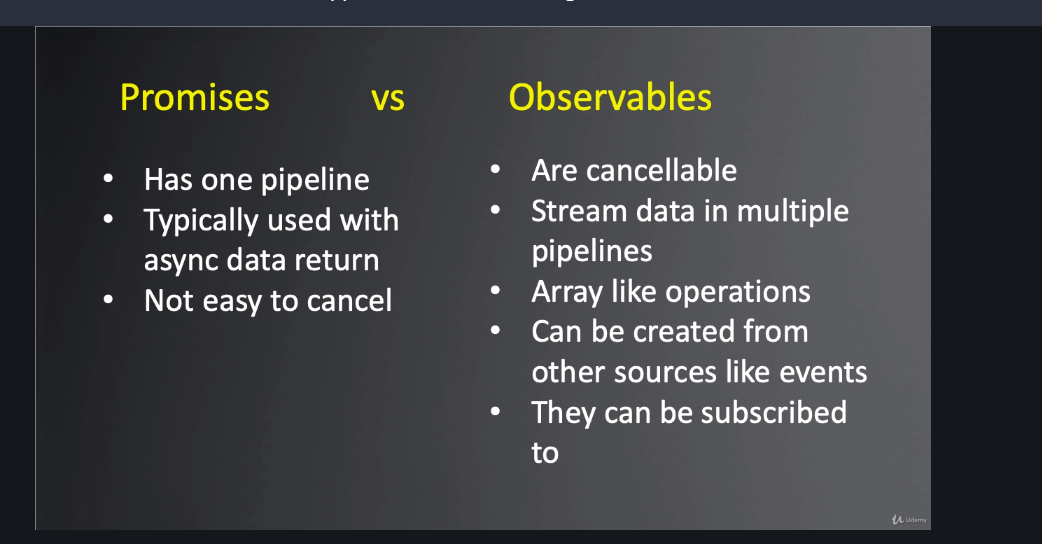 Promises vs Observables
• Has one pipeline
• Typically used with
async data return
• Not easy to cancel
• Are cancellable
• Stream data in multiple
pipelines
• Array like operations
• Can be created from
other sources like events
• They can be subscribed
to
Udemy